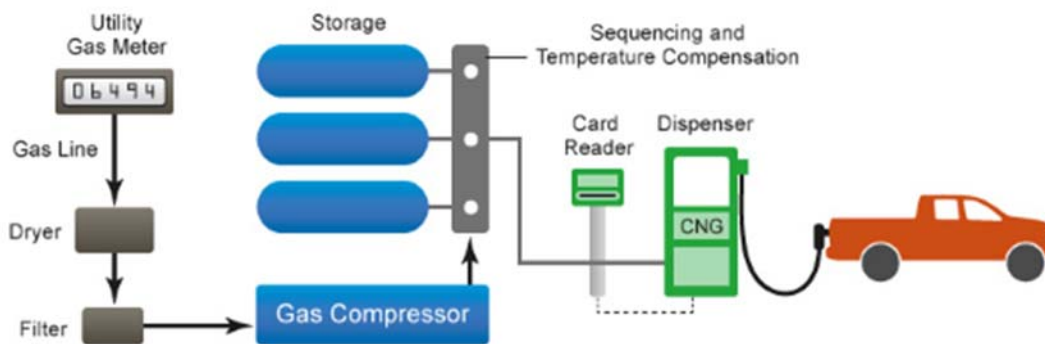 Utility
Gas Meter
06494
Gas Line
Dryer
Filter
Storage
Gas Compressor
Sequencing and
Temperature Compensation
Card
Reader
Dispenser
CNG